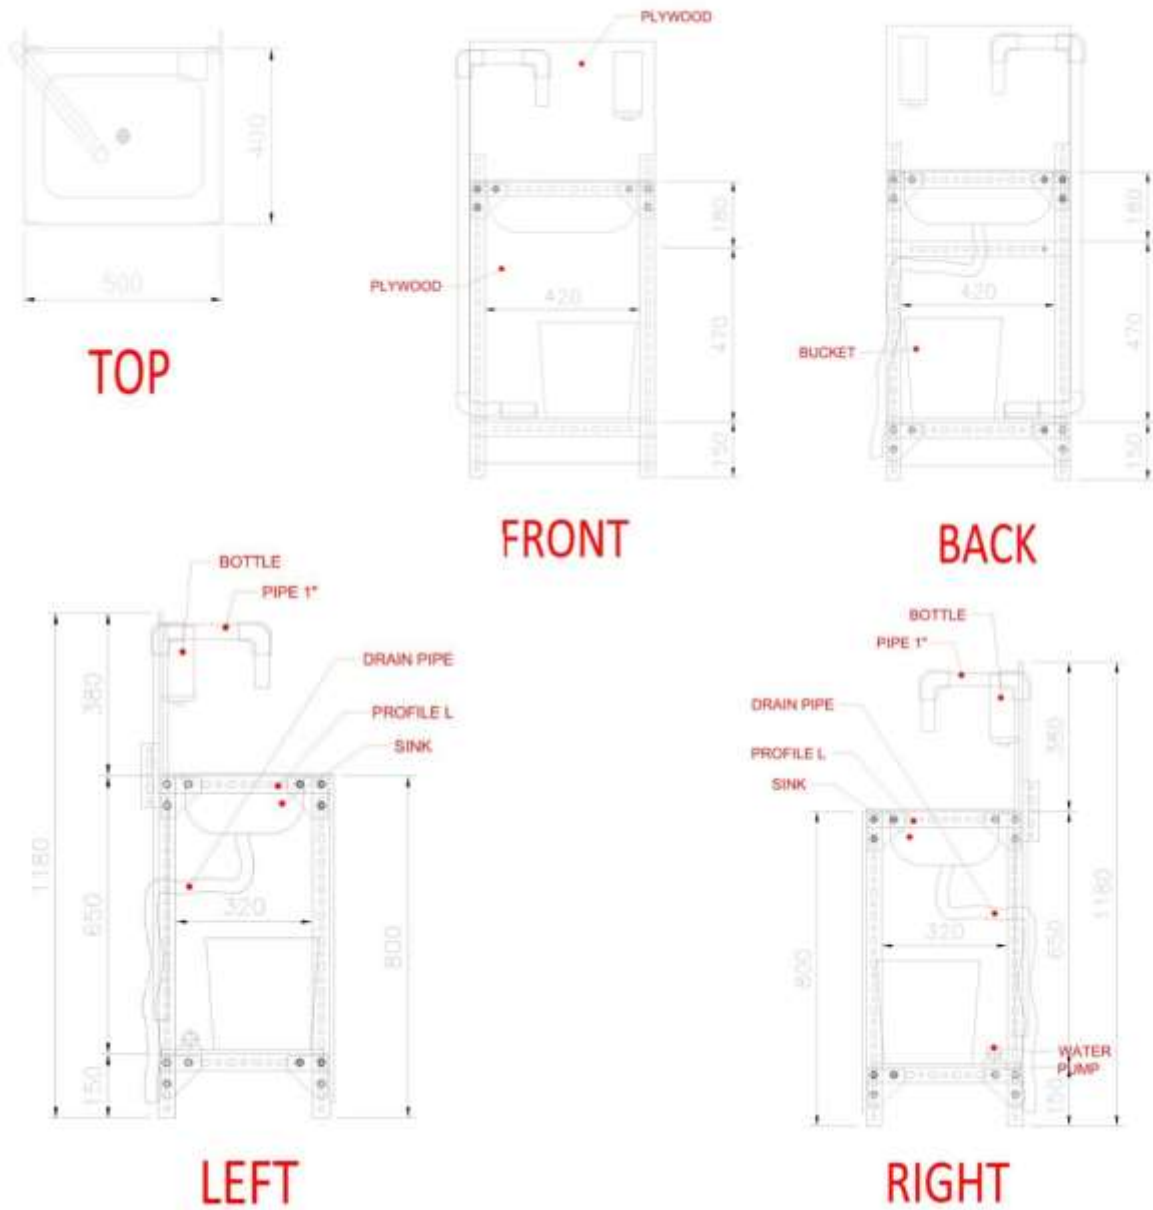 400
500
TOP
PLYWOOD
PLYWOOD
420
180
470
150
FRONT
BUCKET
420
180
470
150
BACK
BOTTLE
PIPE 1"
DRAIN PIPE
PROFILE L
SINK
380
1180
650
320
800
150
LEFT
BOTTLE
PIPE 1"
DRAIN PIPE
PROFILE L
SINK
1180
650
320
800
WATER
PUMP
150
RIGHT